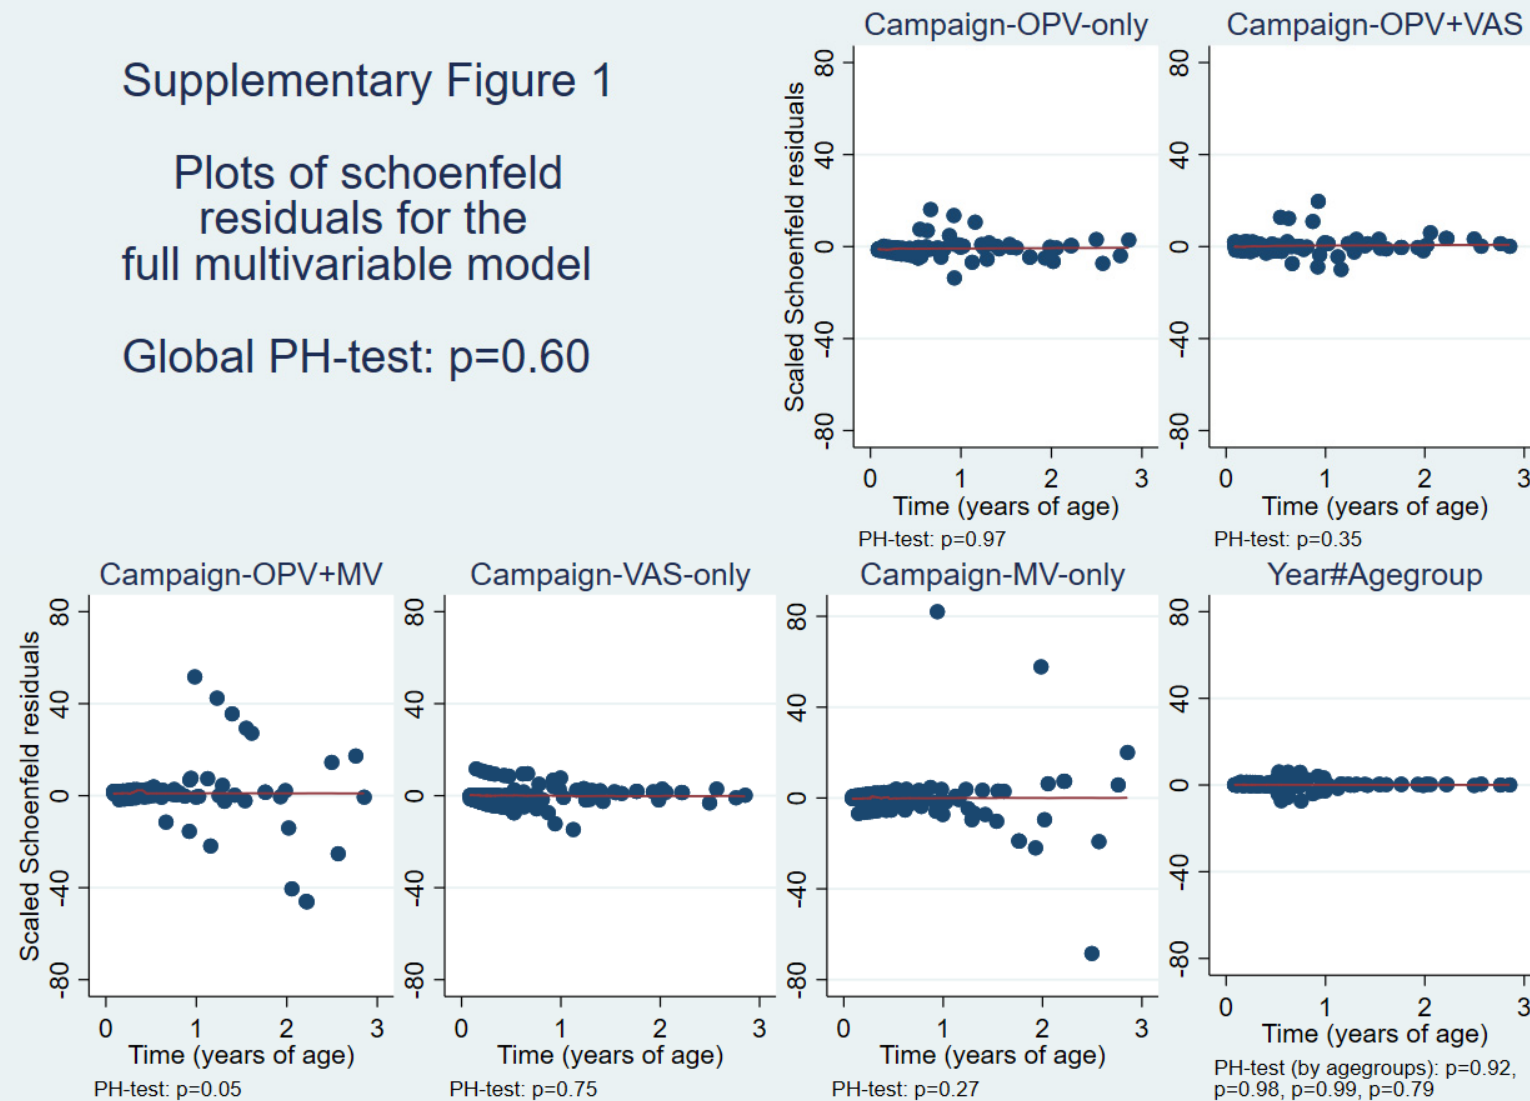 Supplementary Figure 1
Plots of schoenfeld
residuals for the
full multivariable model
Global PH-test: p=0.60
Campaign-OPV-only
Scaled Schoenfeld residuals
80
40
0
-40
-80
0 1 2 3
Time (years of age)
PH-test: p=0.97
Campaign-OPV+VAS
80
40
0
-40
-80
0 1 2 3
Time (years of age)
PH-test: p=0.35
Campaign-OPV+MV
Scaled Schoenfeld residuals
80
40
0
-40
-80
0 1 2 3
Time (years of age)
PH-test: p=0.05
Campaign-VAS-only
80
40
0
-40
-80
0 1 2 3
Time (years of age)
PH-test: p=0.75
Campaign-MV-only
80
40
0
-40
-80
0 1 2 3
Time (years of age)
PH-test: p=0.27
Year#Agegroup
80
40
0
-40
-80
0 1 2 3
Time (years of age)
PH-test (by agegroups): p=0.92,
p=0.98, p=0.99, p=0.79